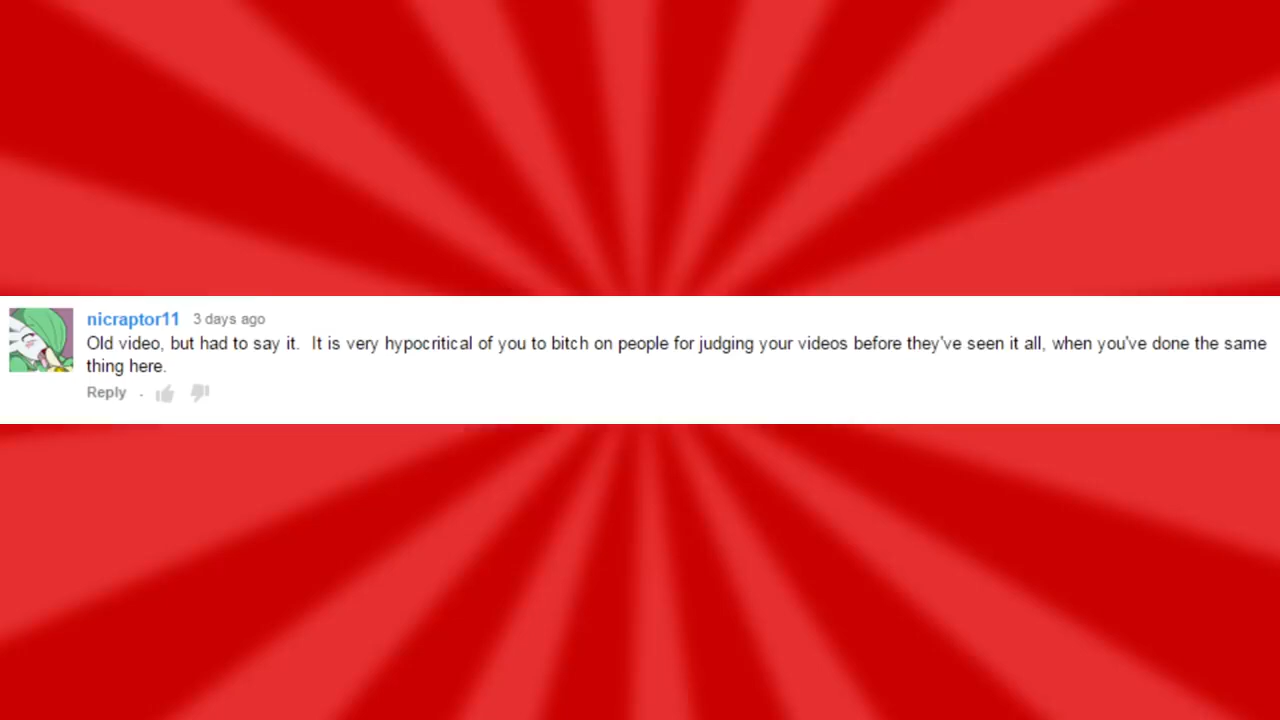 nicraptor11 3 days ago
Old video, but had to say it.  It is very hypocritical of you to bitch on people for judging your videos before they've seen it all, when you've done the same
thing here.
Reply .